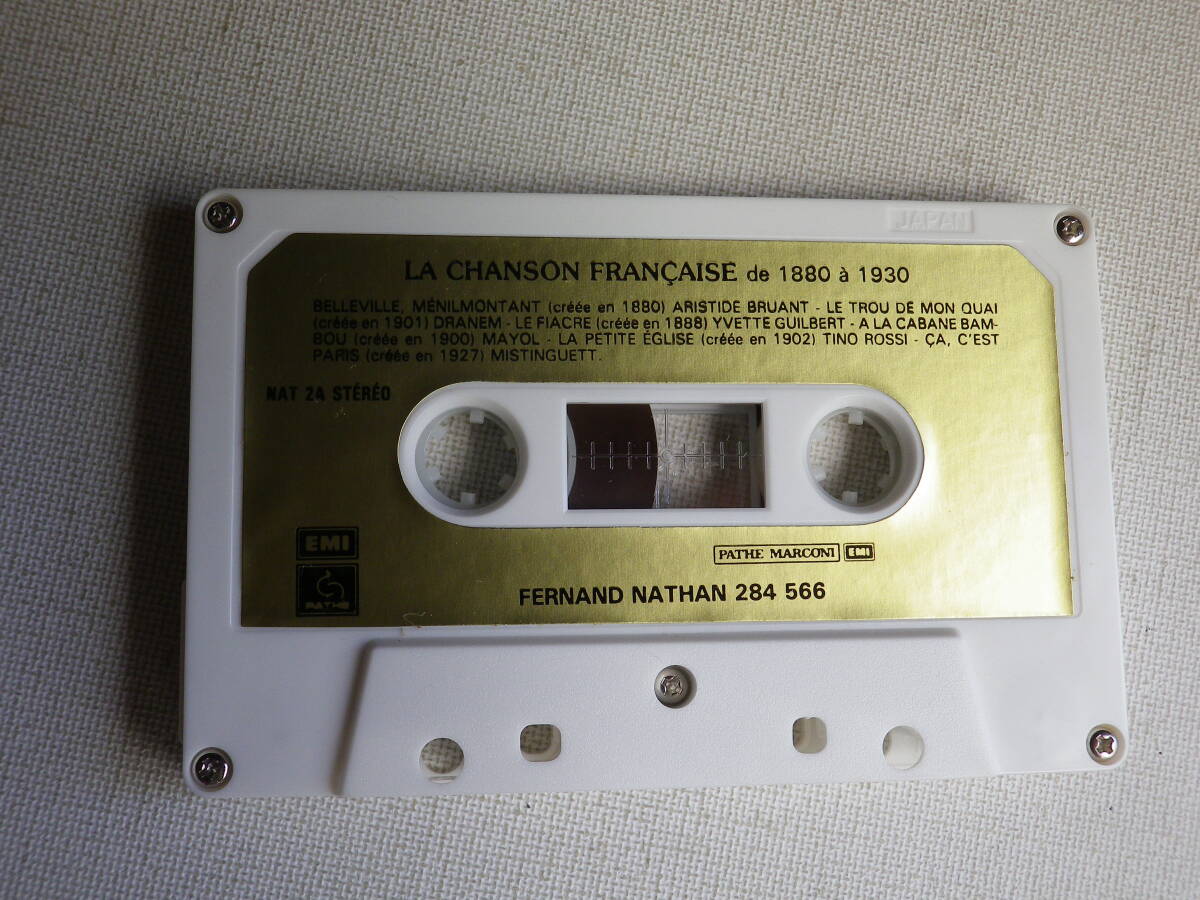 JAPAN
LA CHANSON FRANÇAISE de 1880 à 1930
BELLEVILLE, MÉNILMONTANT (créée en 1880) ARISTIDE BRUANT - LE TROU DE MON QUAI
(créée en 1901) DRANEM - LE FIACRE (créée en 1888) YVETTE GUILBERT - A LA CABANE BAM-
BOU (créée en 1900) MAYOL - LA PETITE ÉGLISE (créée en 1902) TINO ROSSI - ÇA, C'EST
PARIS (créée en 1927) MISTINGUETT.
NAT 2A STÉRÉO
EMI
PATHE
PATHE MARCONI EMI
FERNAND NATHAN 284 566